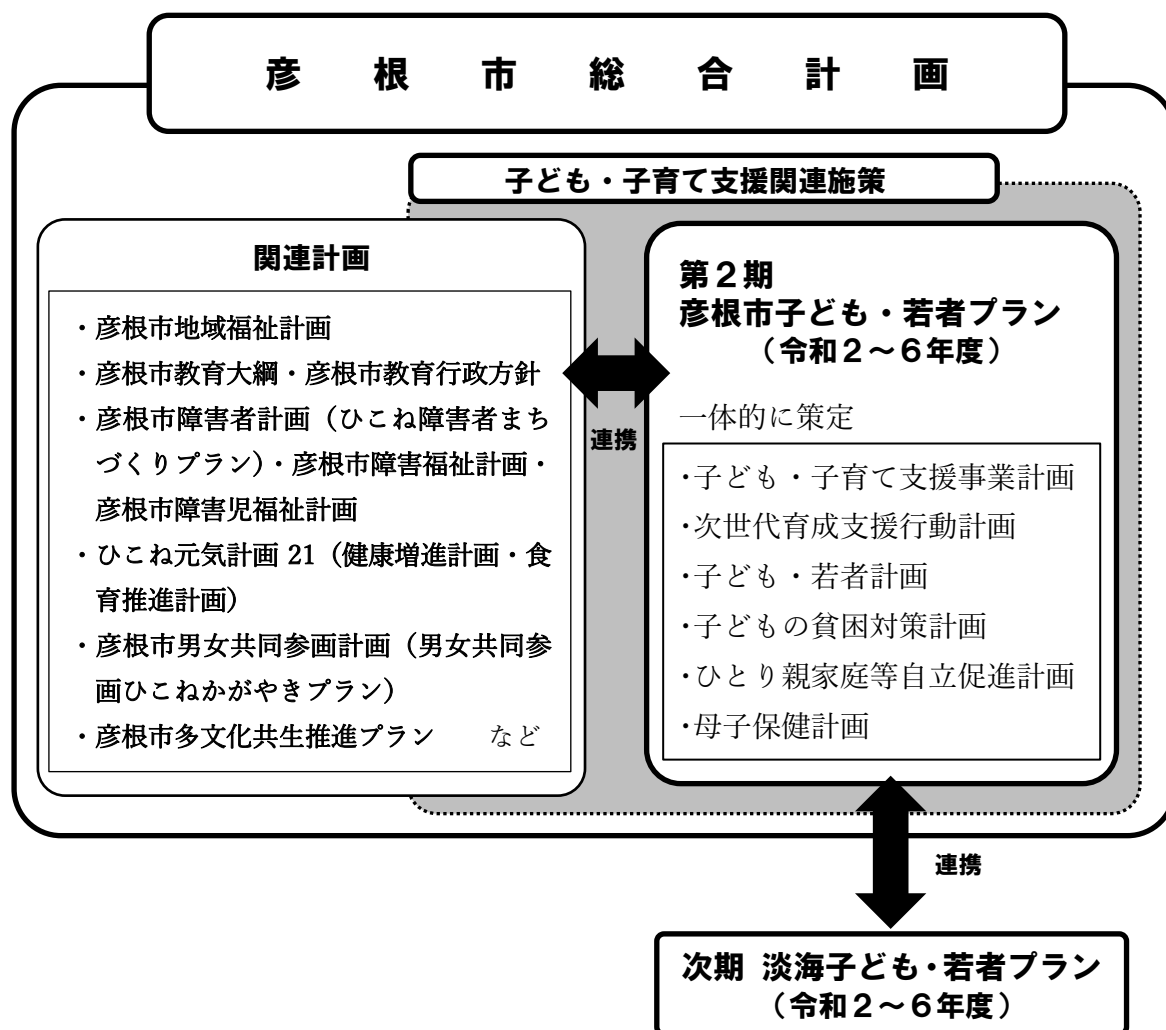 彦根市総合計画
子ども・子育て支援関連施策
関連計画
・彦根市地域福祉計画
・彦根市教育大綱・彦根市教育行政方針
・彦根市障害者計画（ひこね障害者まち
づくりプラン）・彦根市障害福祉計画・
彦根市障害児福祉計画
・ひこね元気計画 21（健康増進計画・食
育推進計画）
・彦根市男女共同参画計画（男女共同参
画ひこねかがやきプラン）
・彦根市多文化共生推進プラン　　など
連携
第２期
彦根市子ども・若者プラン
（令和２～６年度）
一体的に策定
・子ども・子育て支援事業計画
・次世代育成支援行動計画
・子ども・若者計画
・子どもの貧困対策計画
・ひとり親家庭等自立促進計画
・母子保健計画
連携
次期 淡海子ども・若者プラン
（令和２～６年度）